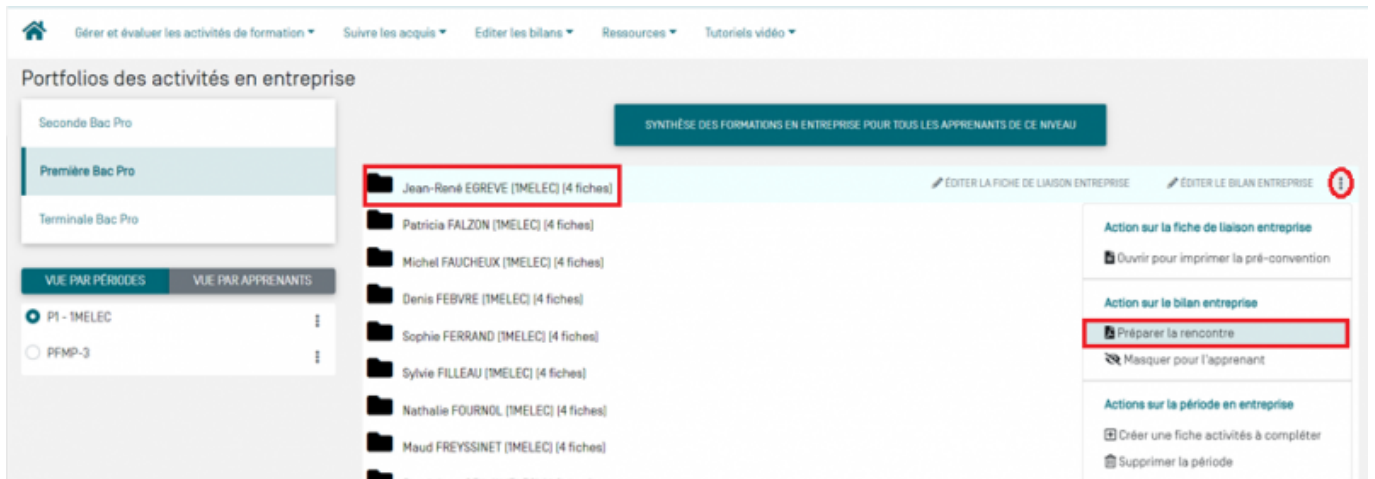 Gérer et évaluer les activités de formation Suivre les acquis Editer les bilans Ressources Tutoriels vidéo
Portfolios des activités en entreprise
Seconde Bac Pro
Première Bac Pro
Terminale Bac Pro
VUE PAR PÉRIODES VUE PAR APPRENANTS
P1 - 1MELEC
PFMP-3
SYNTHÈSE DES FORMATIONS EN ENTREPRISE POUR TOUS LES APPRENANTS DE CE NIVEAU
Jean-René EGREVE (1MELEC) (4 fiches) ÉDITER LA FICHE DE LIAISON ENTREPRISE ÉDITER LE BILAN ENTREPRISE
Patricia FALZON (1MELEC) (4 fiches)
Michel FAUCHEUX (1MELEC) (4 fiches)
Denis FEBVRE (1MELEC) (4 fiches)
Sophie FERRAND (1MELEC) (4 fiches)
Sylvie FILLEAU (1MELEC) (4 fiches)
Nathalie FOURNOL (1MELEC) (4 fiches)
Maud FREYSSINET (1MELEC) (4 fiches)
Action sur la fiche de liaison entreprise
Ouvrir pour imprimer la pré-convention
Action sur le bilan entreprise
Préparer la rencontre
Masquer pour l'apprenant
Actions sur la période en entreprise
Créer une fiche activités à compléter
Supprimer la période